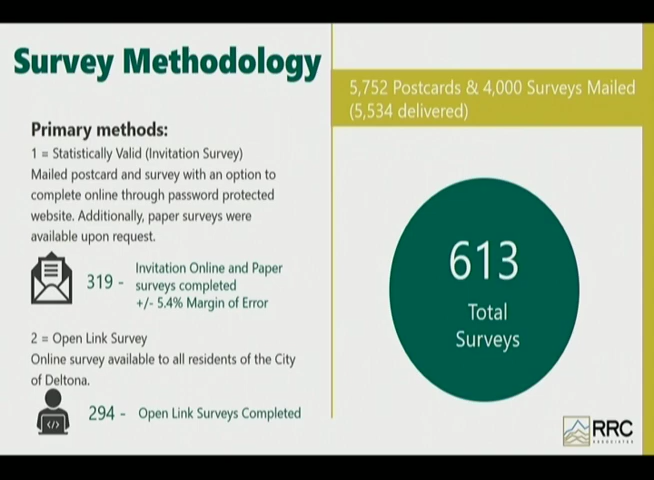 Survey Methodology
Primary methods:
1 = Statistically Valid (Invitation Survey)
Mailed postcard and survey with an option to
complete online through password protected
website. Additionally, paper surveys were
available upon request.
319 -
Invitation Online and Paper
surveys completed
+/- 5.4% Margin of Error
2 = Open Link Survey
Online survey available to all residents of the City
of Deltona.
294 - Open Link Surveys Completed
5,752 Postcards & 4,000 Surveys Mailed
(5,534 delivered)
613
Total
Surveys
</>
RRC
ASSOCIATES